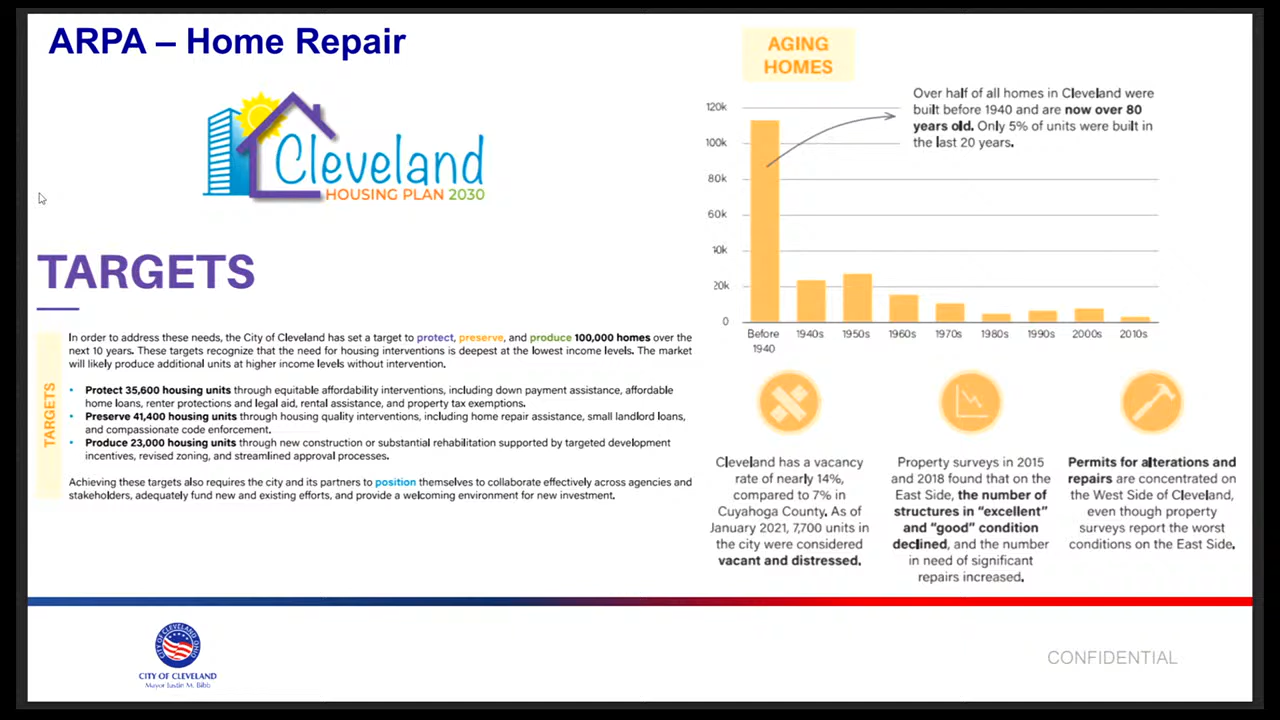 ARPA – Home Repair
Cleveland
HOUSING PLAN 2030
TARGETS
TARGETS
In order to address these needs, the City of Cleveland has set a target to protect, preserve, and produce 100,000 homes over the
next 10 years. These targets recognize that the need for housing interventions is deepest at the lowest income levels. The market
will likely produce additional units at higher income levels without intervention.
• Protect 35,600 housing units through equitable affordability interventions, including down payment assistance, affordable
home loans, renter protections and legal aid, rental assistance, and property tax exemptions.
• Preserve 41,400 housing units through housing quality interventions, including home repair assistance, small landlord loans,
and compassionate code enforcement.
• Produce 23,000 housing units through new construction or substantial rehabilitation supported by targeted development
incentives, revised zoning, and streamlined approval processes.
Achieving these targets also requires the city and its partners to position themselves to collaborate effectively across agencies and
stakeholders, adequately fund new and existing efforts, and provide a welcoming environment for new investment.
AGING
HOMES
Over half of all homes in Cleveland were
built before 1940 and are now over 80
years old. Only 5% of units were built in
the last 20 years.
120k
100k
80k
60k
40k
20k
0
Before
1940
1940s
1950s
1960s
1970s
1980s
1990s
2000s
2010s
Cleveland has a vacancy
rate of nearly 14%,
compared to 7% in
Cuyahoga County. As of
January 2021, 7,700 units in
the city were considered
vacant and distressed.
Property surveys in 2015
and 2018 found that on the
East Side, the number of
structures in “excellent”
and “good” condition
declined, and the number
in need of significant
repairs increased.
Permits for alterations and
repairs are concentrated on
the West Side of Cleveland,
even though property
surveys report the worst
conditions on the East Side.
CITY OF CLEVELAND, OHIO
CITY OF CLEVELAND
Mayor Justin M. Bibb
CONFIDENTIAL